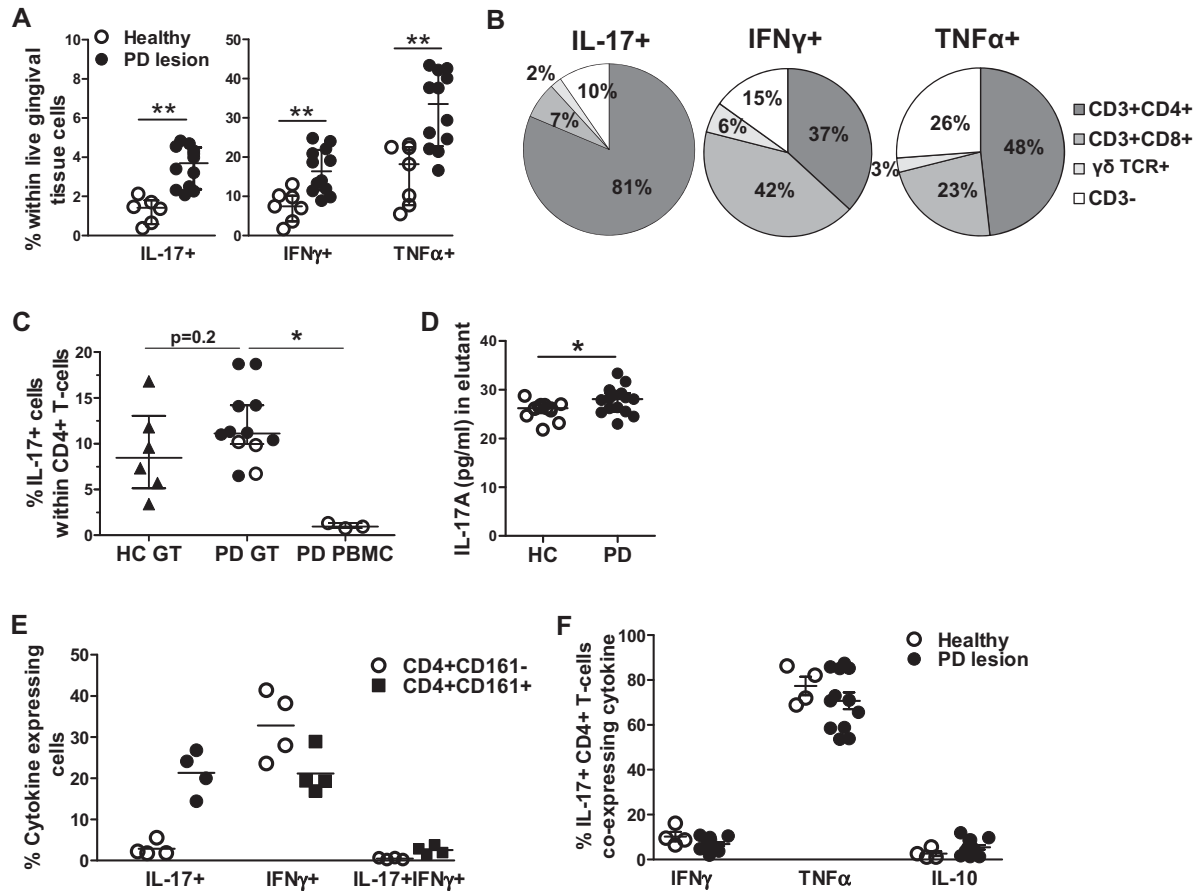 A
Healthy
PD lesion
% within live gingival
tissue cells
10
8
6
4
2
0
**
IL-17+
50
40
30
20
10
0
**
**
IFNγ+
TNFα+
B
IL-17+
IFNγ+
TNFα+
2%
10%
7%
81%
15%
6%
37%
42%
26%
3%
48%
23%
CD3+CD4+
CD3+CD8+
γδ TCR+
CD3-
C
% IL-17+ cells
within CD4+ T-cells
20
15
10
5
0
p=0.2
*
HC GT
PD GT
PD PBMC
D
IL-17A (pg/ml) in elutant
40
30
20
10
0
*
HC
PD
E
% Cytokine expressing
cells
50
40
30
20
10
0
CD4+CD161-
CD4+CD161+
IL-17+
IFNγ+
IL-17+IFNγ+
F
% IL-17+ CD4+ T-cells
co-expressing cytokine
100
80
60
40
20
0
Healthy
PD lesion
IFNγ
TNFα
IL-10